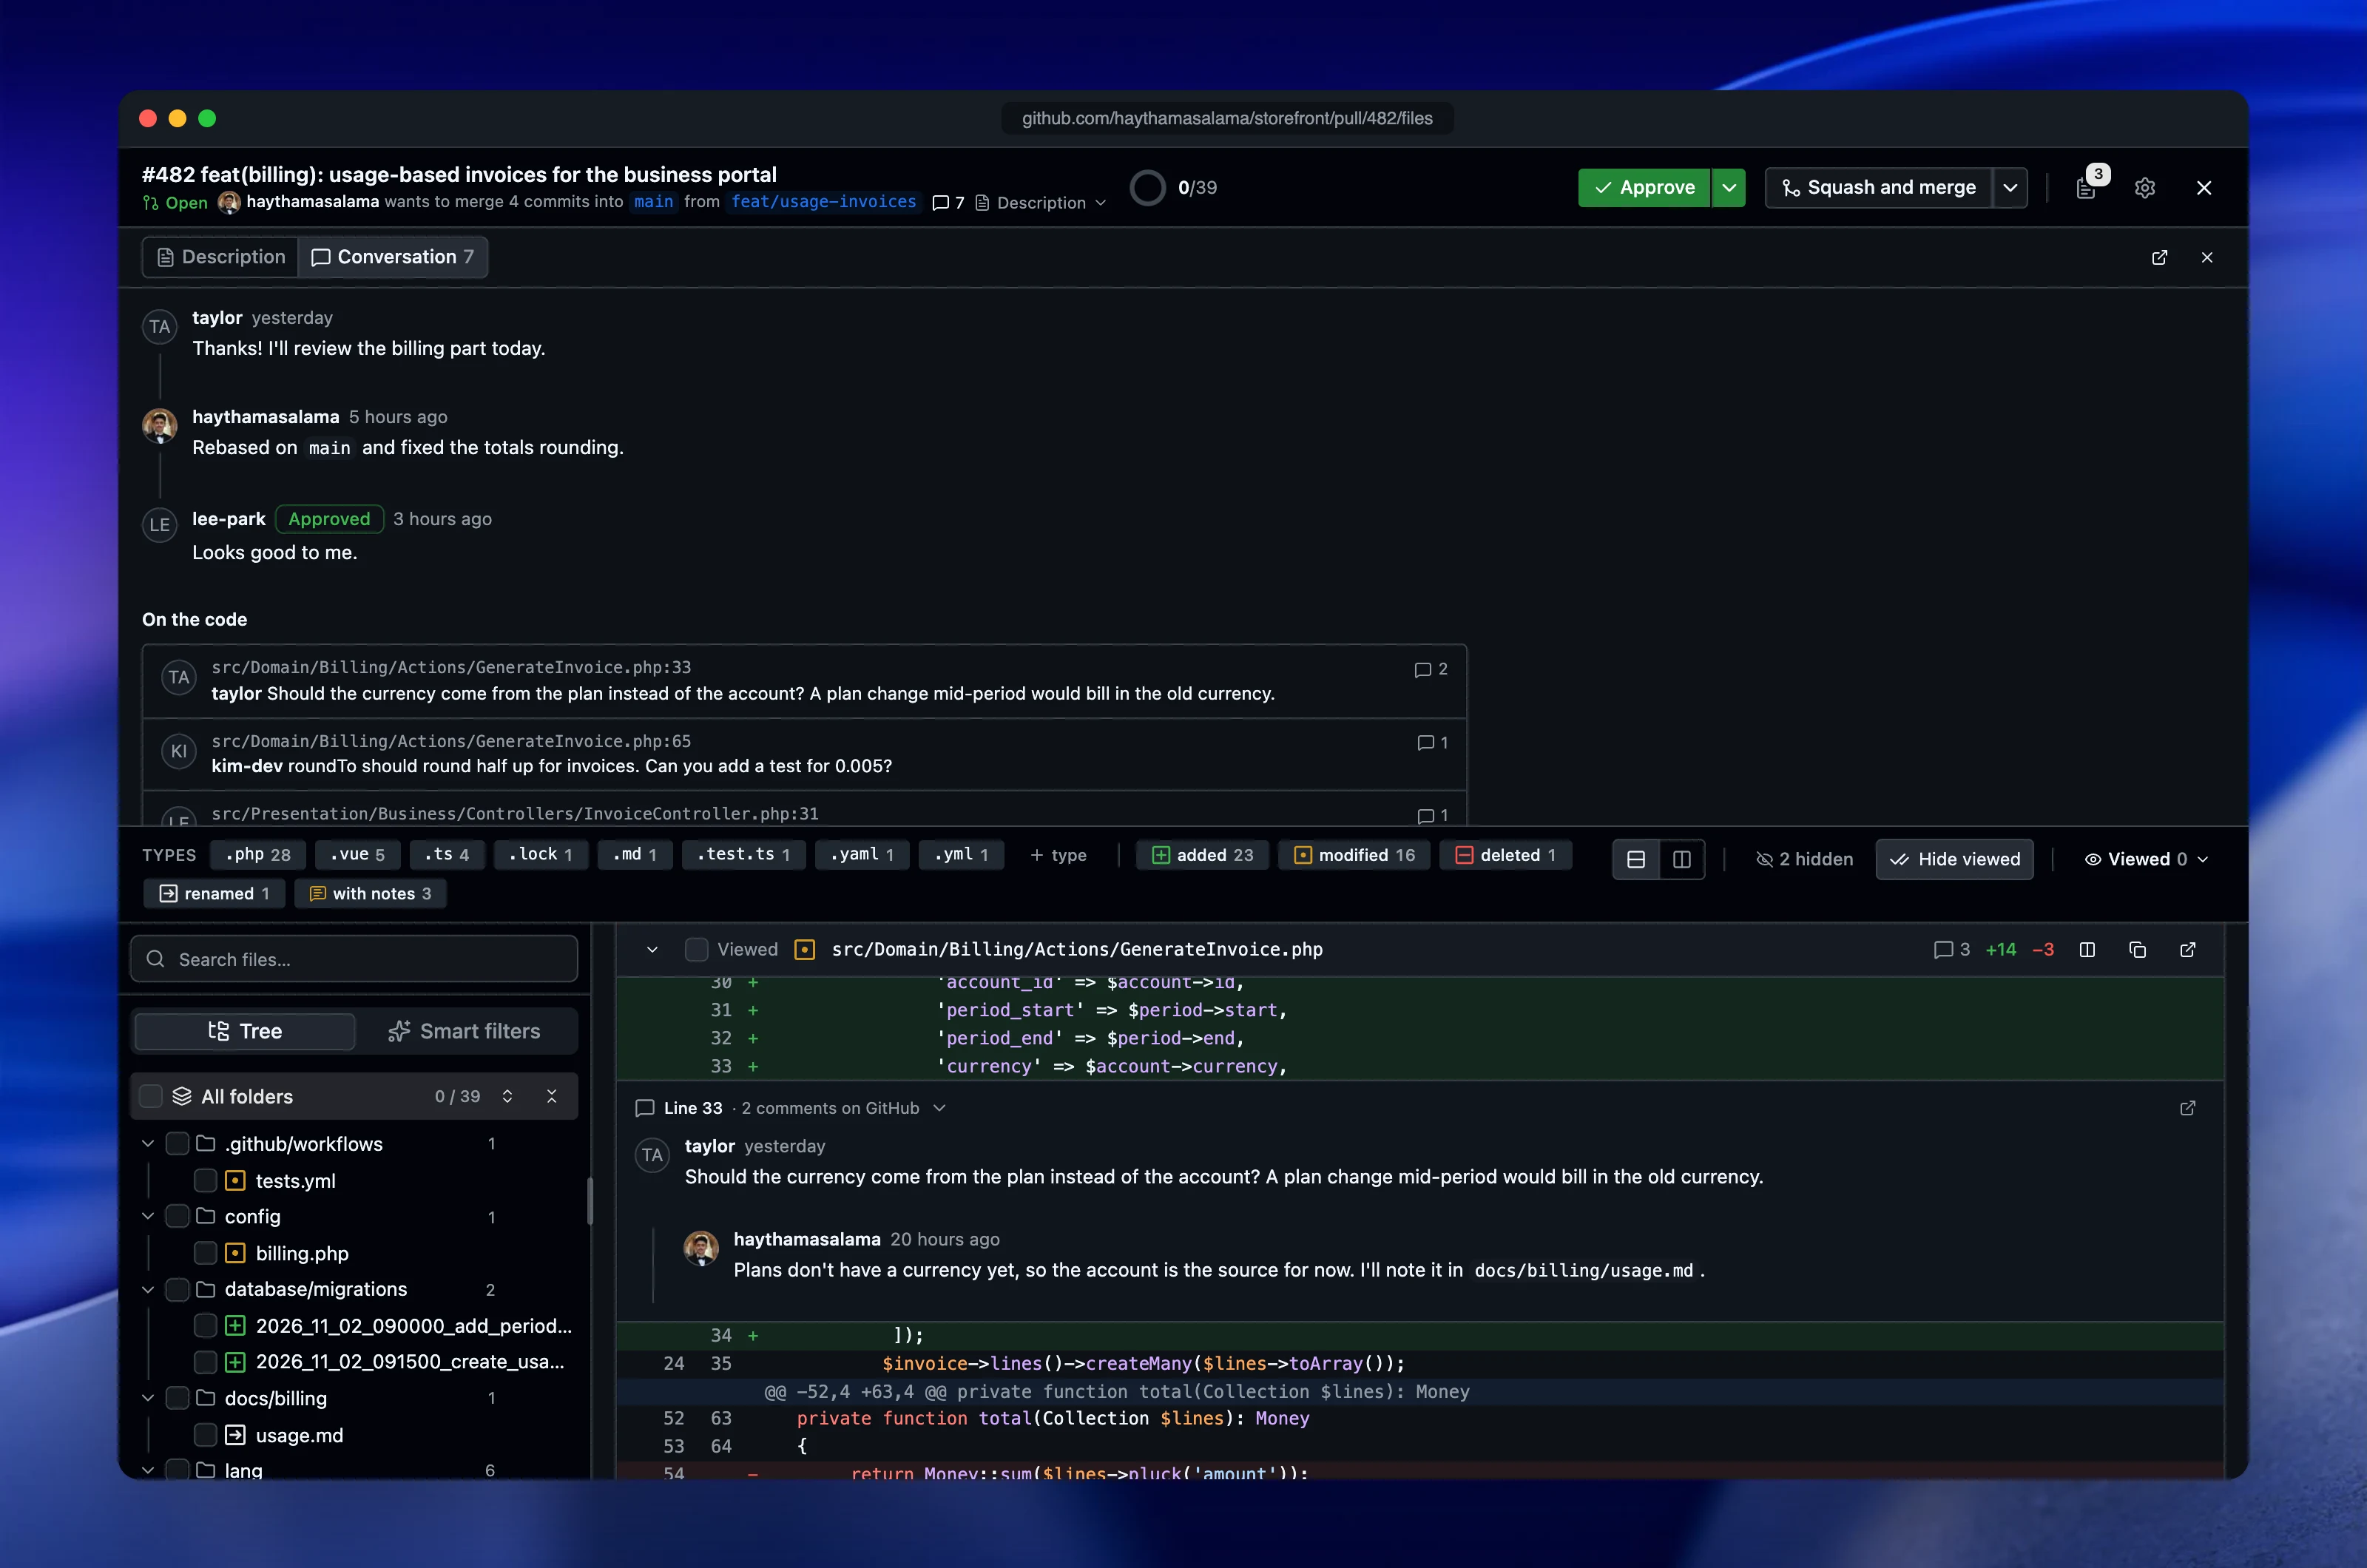 github.com/haythamasalama/storefront/pull/482/files
#482 feat(billing): usage-based invoices for the business portal
Open haythamasalama wants to merge 4 commits into main from feat/usage-invoices 7 Description
0/39
Approve
Squash and merge
3
Description
Conversation 7
TA
taylor yesterday
Thanks! I'll review the billing part today.
haythamasalama 5 hours ago
Rebased on main and fixed the totals rounding.
LE
lee-park Approved 3 hours ago
Looks good to me.
On the code
TA
src/Domain/Billing/Actions/GenerateInvoice.php:33
2
taylor Should the currency come from the plan instead of the account? A plan change mid-period would bill in the old currency.
KI
src/Domain/Billing/Actions/GenerateInvoice.php:65
1
kim-dev roundTo should round half up for invoices. Can you add a test for 0.005?
LE
src/Presentation/Business/Controllers/InvoiceController.php:31
1
TYPES .php 28 .vue 5 .ts 4 .lock 1 .md 1 .test.ts 1 .yaml 1 .yml 1 + type added 23 modified 16 deleted 1
renamed 1 with notes 3
2 hidden
Hide viewed
Viewed 0
Search files...
Tree
Smart filters
All folders 0 / 39
.github/workflows 1
tests.yml
config 1
billing.php
database/migrations 2
2026_11_02_090000_add_period...
2026_11_02_091500_create_usa...
docs/billing 1
usage.md
lang 6
Viewed src/Domain/Billing/Actions/GenerateInvoice.php 3 +14 −3
30 + 'account_id' => $account->id,
31 + 'period_start' => $period->start,
32 + 'period_end' => $period->end,
33 + 'currency' => $account->currency,
Line 33 · 2 comments on GitHub
TA
taylor yesterday
Should the currency come from the plan instead of the account? A plan change mid-period would bill in the old currency.
haythamasalama 20 hours ago
Plans don't have a currency yet, so the account is the source for now. I'll note it in docs/billing/usage.md .
34 + ]);
24 35 $invoice->lines()->createMany($lines->toArray());
@@ -52,4 +63,4 @@ private function total(Collection $lines): Money
52 63 private function total(Collection $lines): Money
53 64 {
54 − return Money::sum($lines->pluck('amount'));